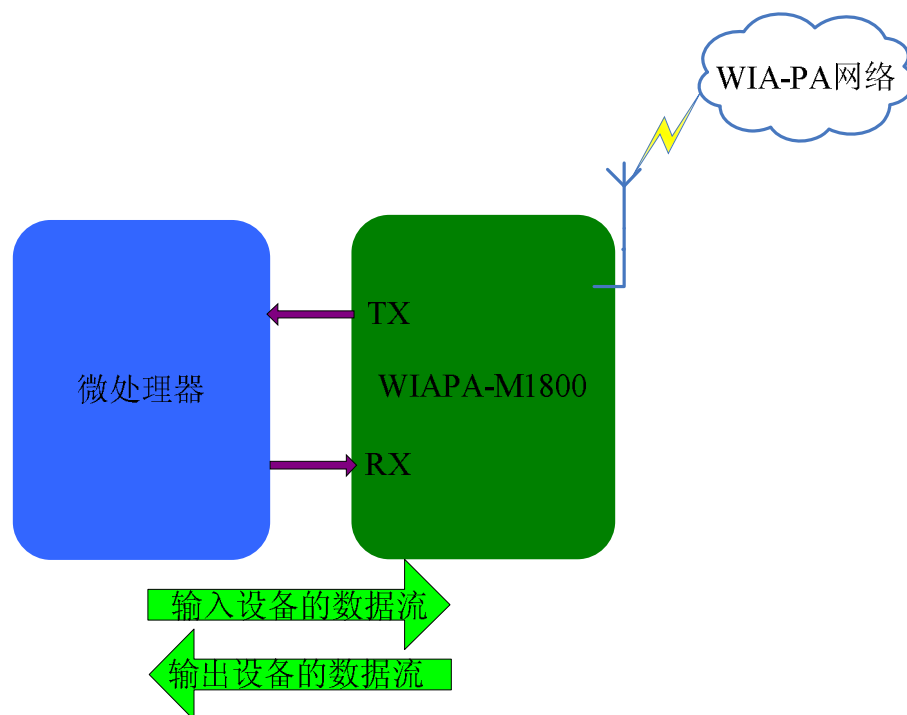 WIA-PA网络
TX
微处理器
WIAPA-M1800
RX
输入设备的数据流
输出设备的数据流